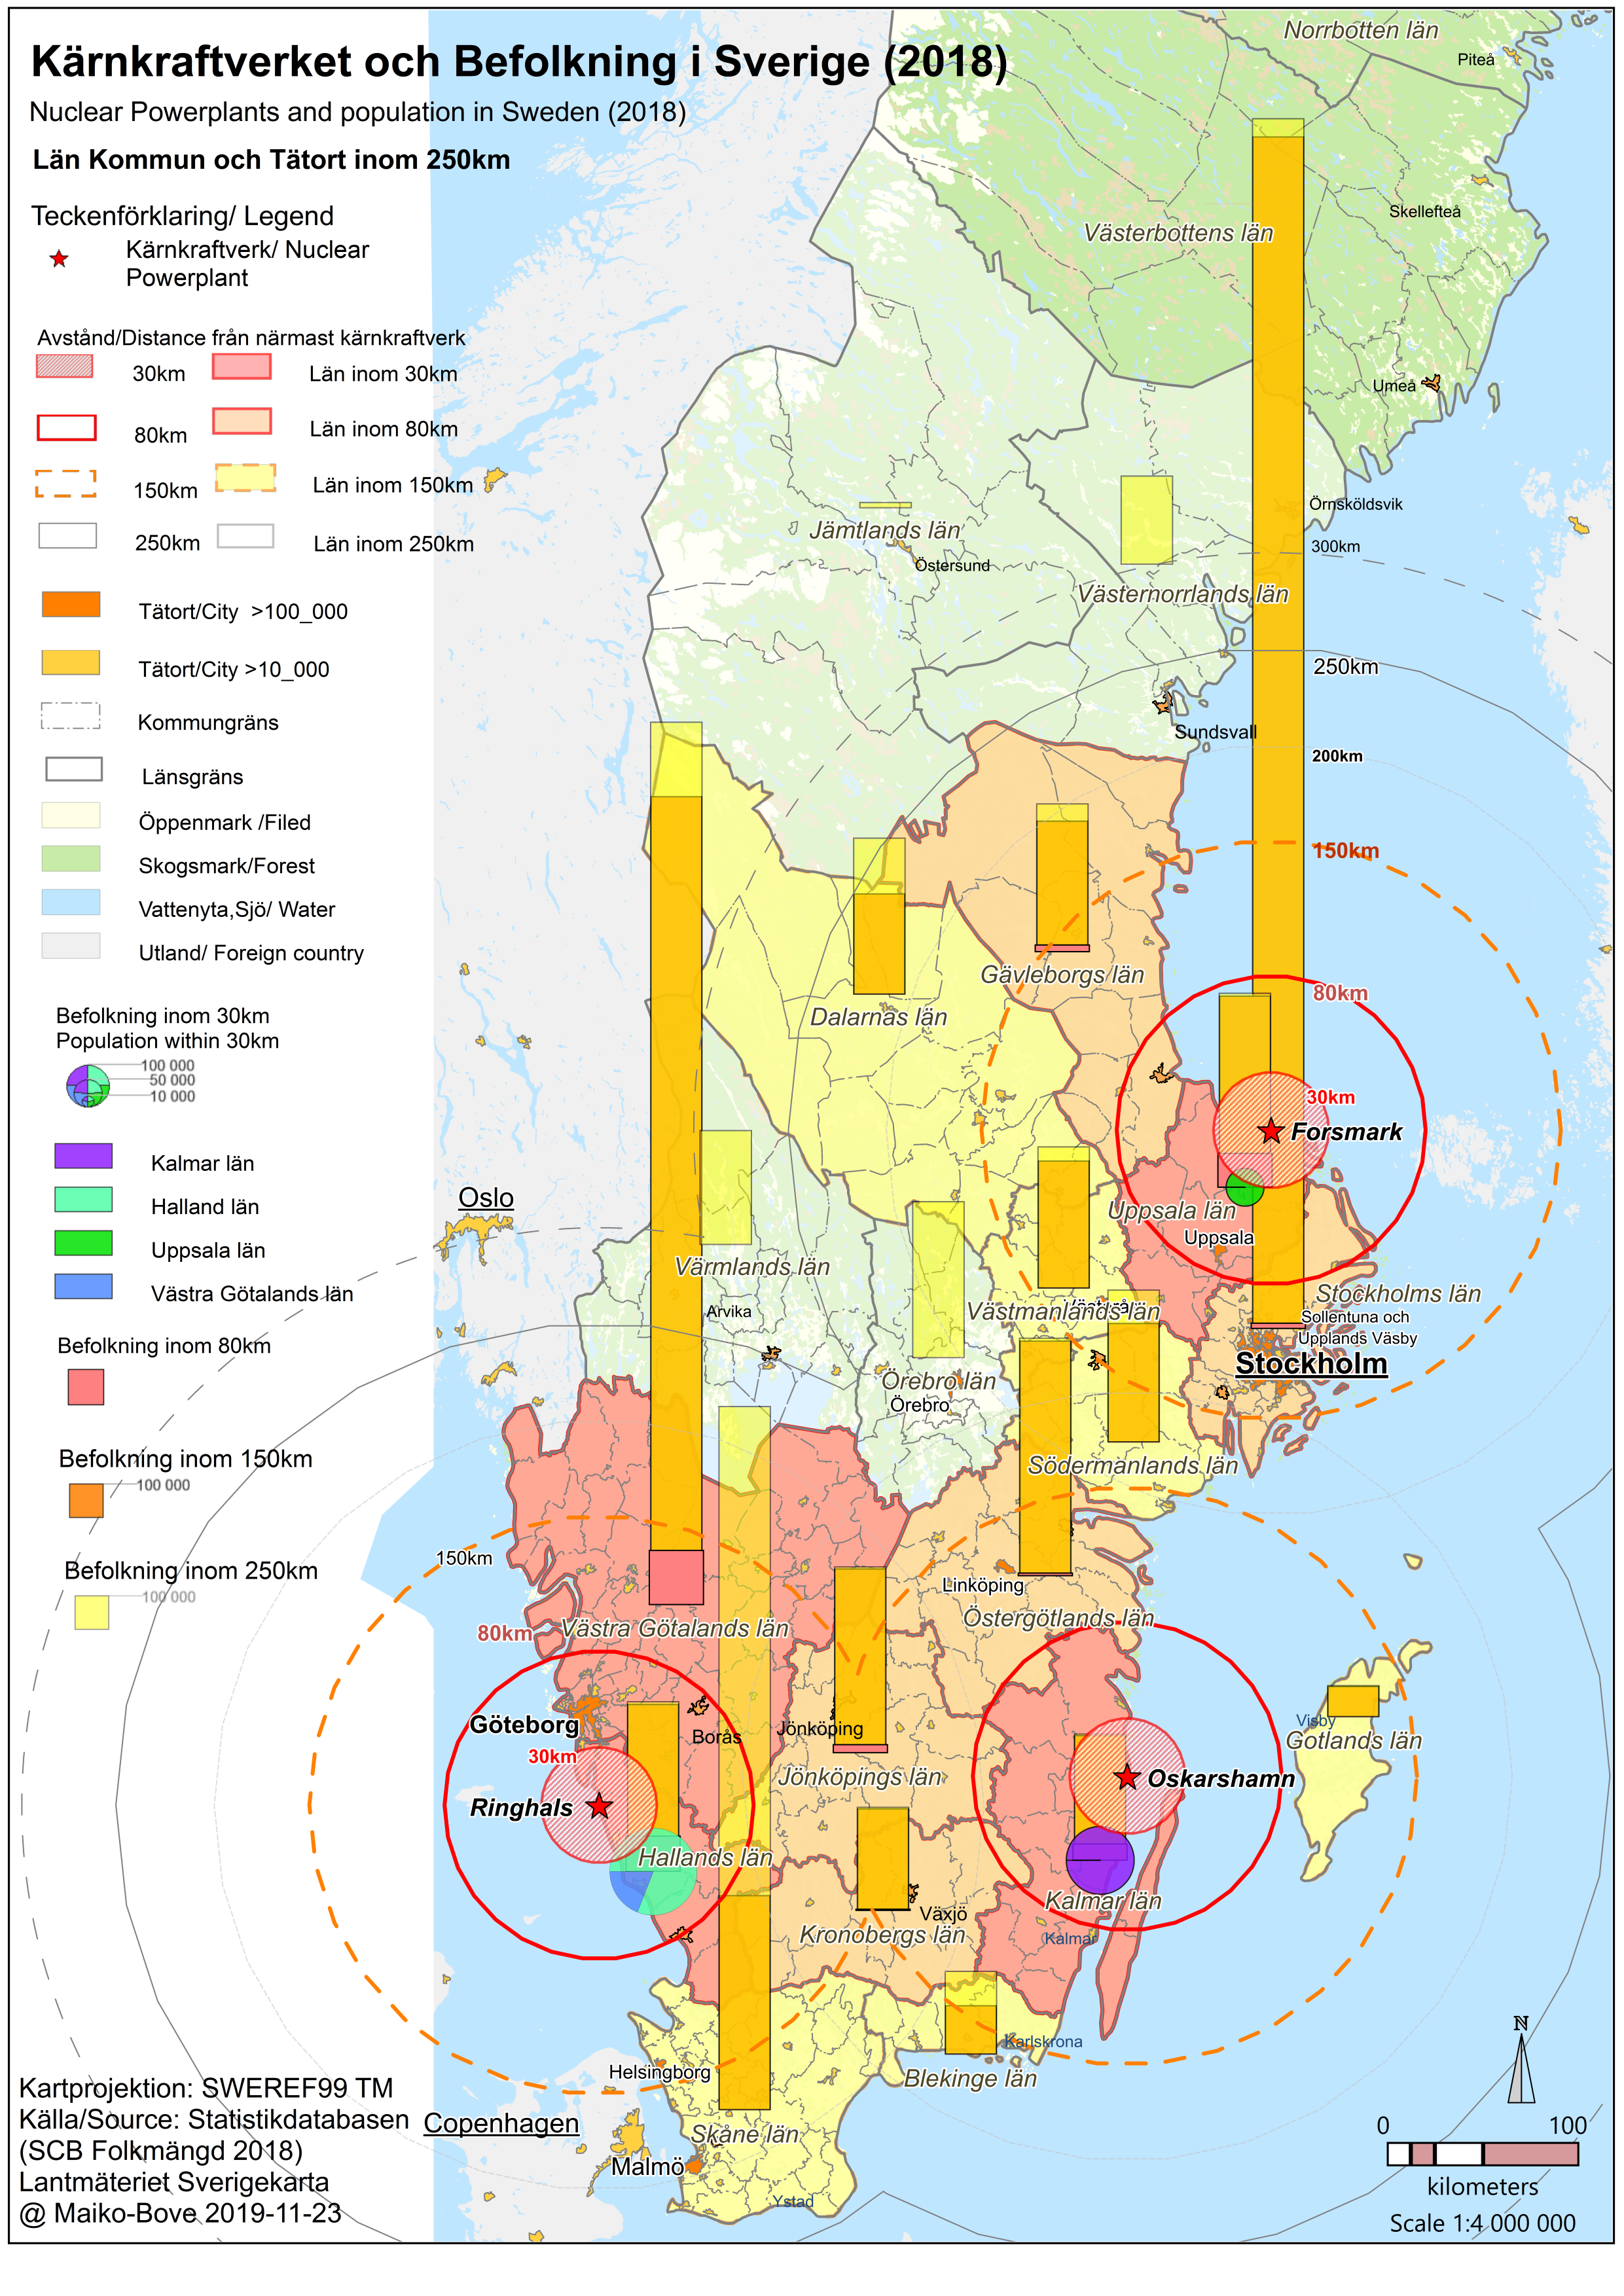 Kärnkraftverket och Befolkning i Sverige (2018)
Nuclear Powerplants and population in Sweden (2018)
Län Kommun och Tätort inom 250km
Teckenförklaring/ Legend
Kärnkraftverk/ Nuclear
Powerplant
Avstånd/Distance från närmast kärnkraftverk
30km
Län inom 30km
80km
Län inom 80km
150km
Län inom 150km
250km
Län inom 250km
Tätort/City >100_000
Tätort/City >10_000
Kommungräns
Länsgräns
Öppenmark /Filed
Skogsmark/Forest
Vattenyta,Sjö/ Water
Utland/ Foreign country
Befolkning inom 30km
Population within 30km
100 000
50 000
10 000
Kalmar län
Halland län
Uppsala län
Västra Götalands län
Befolkning inom 80km
Befolkning inom 150km
100 000
Befolkning inom 250km
100 000
Norrbotten län
Piteå
Skellefteå
Västerbottens län
Umeå
Örnsköldsvik
300km
Jämtlands län
Östersund
Västernorrlands län
250km
Sundsvall
200km
150km
Gävleborgs län
80km
Dalarnas län
30km
Forsmark
Oslo
Uppsala län
Uppsala
Värmlands län
Stockholms län
Arvika
Västmanlands län
Sollentuna och
Upplands Väsby
Stockholm
Örebro län
Örebro
Södermanlands län
150km
Linköping
Östergötlands län
80km
Västra Götalands län
Göteborg
Borås
Jönköping
Visby
Gotlands län
30km
Jönköpings län
Oskarshamn
Ringhals
Hallands län
Kalmar län
Växjö
Kronobergs län
Kalmar
Karlskrona
Helsingborg
Blekinge län
Copenhagen
Skåne län
Malmö
Ystad
Kartprojektion: SWEREF99 TM
Källa/Source: Statistikdatabasen
(SCB Folkmängd 2018)
Lantmäteriet Sverigekarta
@ Maiko-Bove 2019-11-23
N
0 100
kilometers
Scale 1:4 000 000